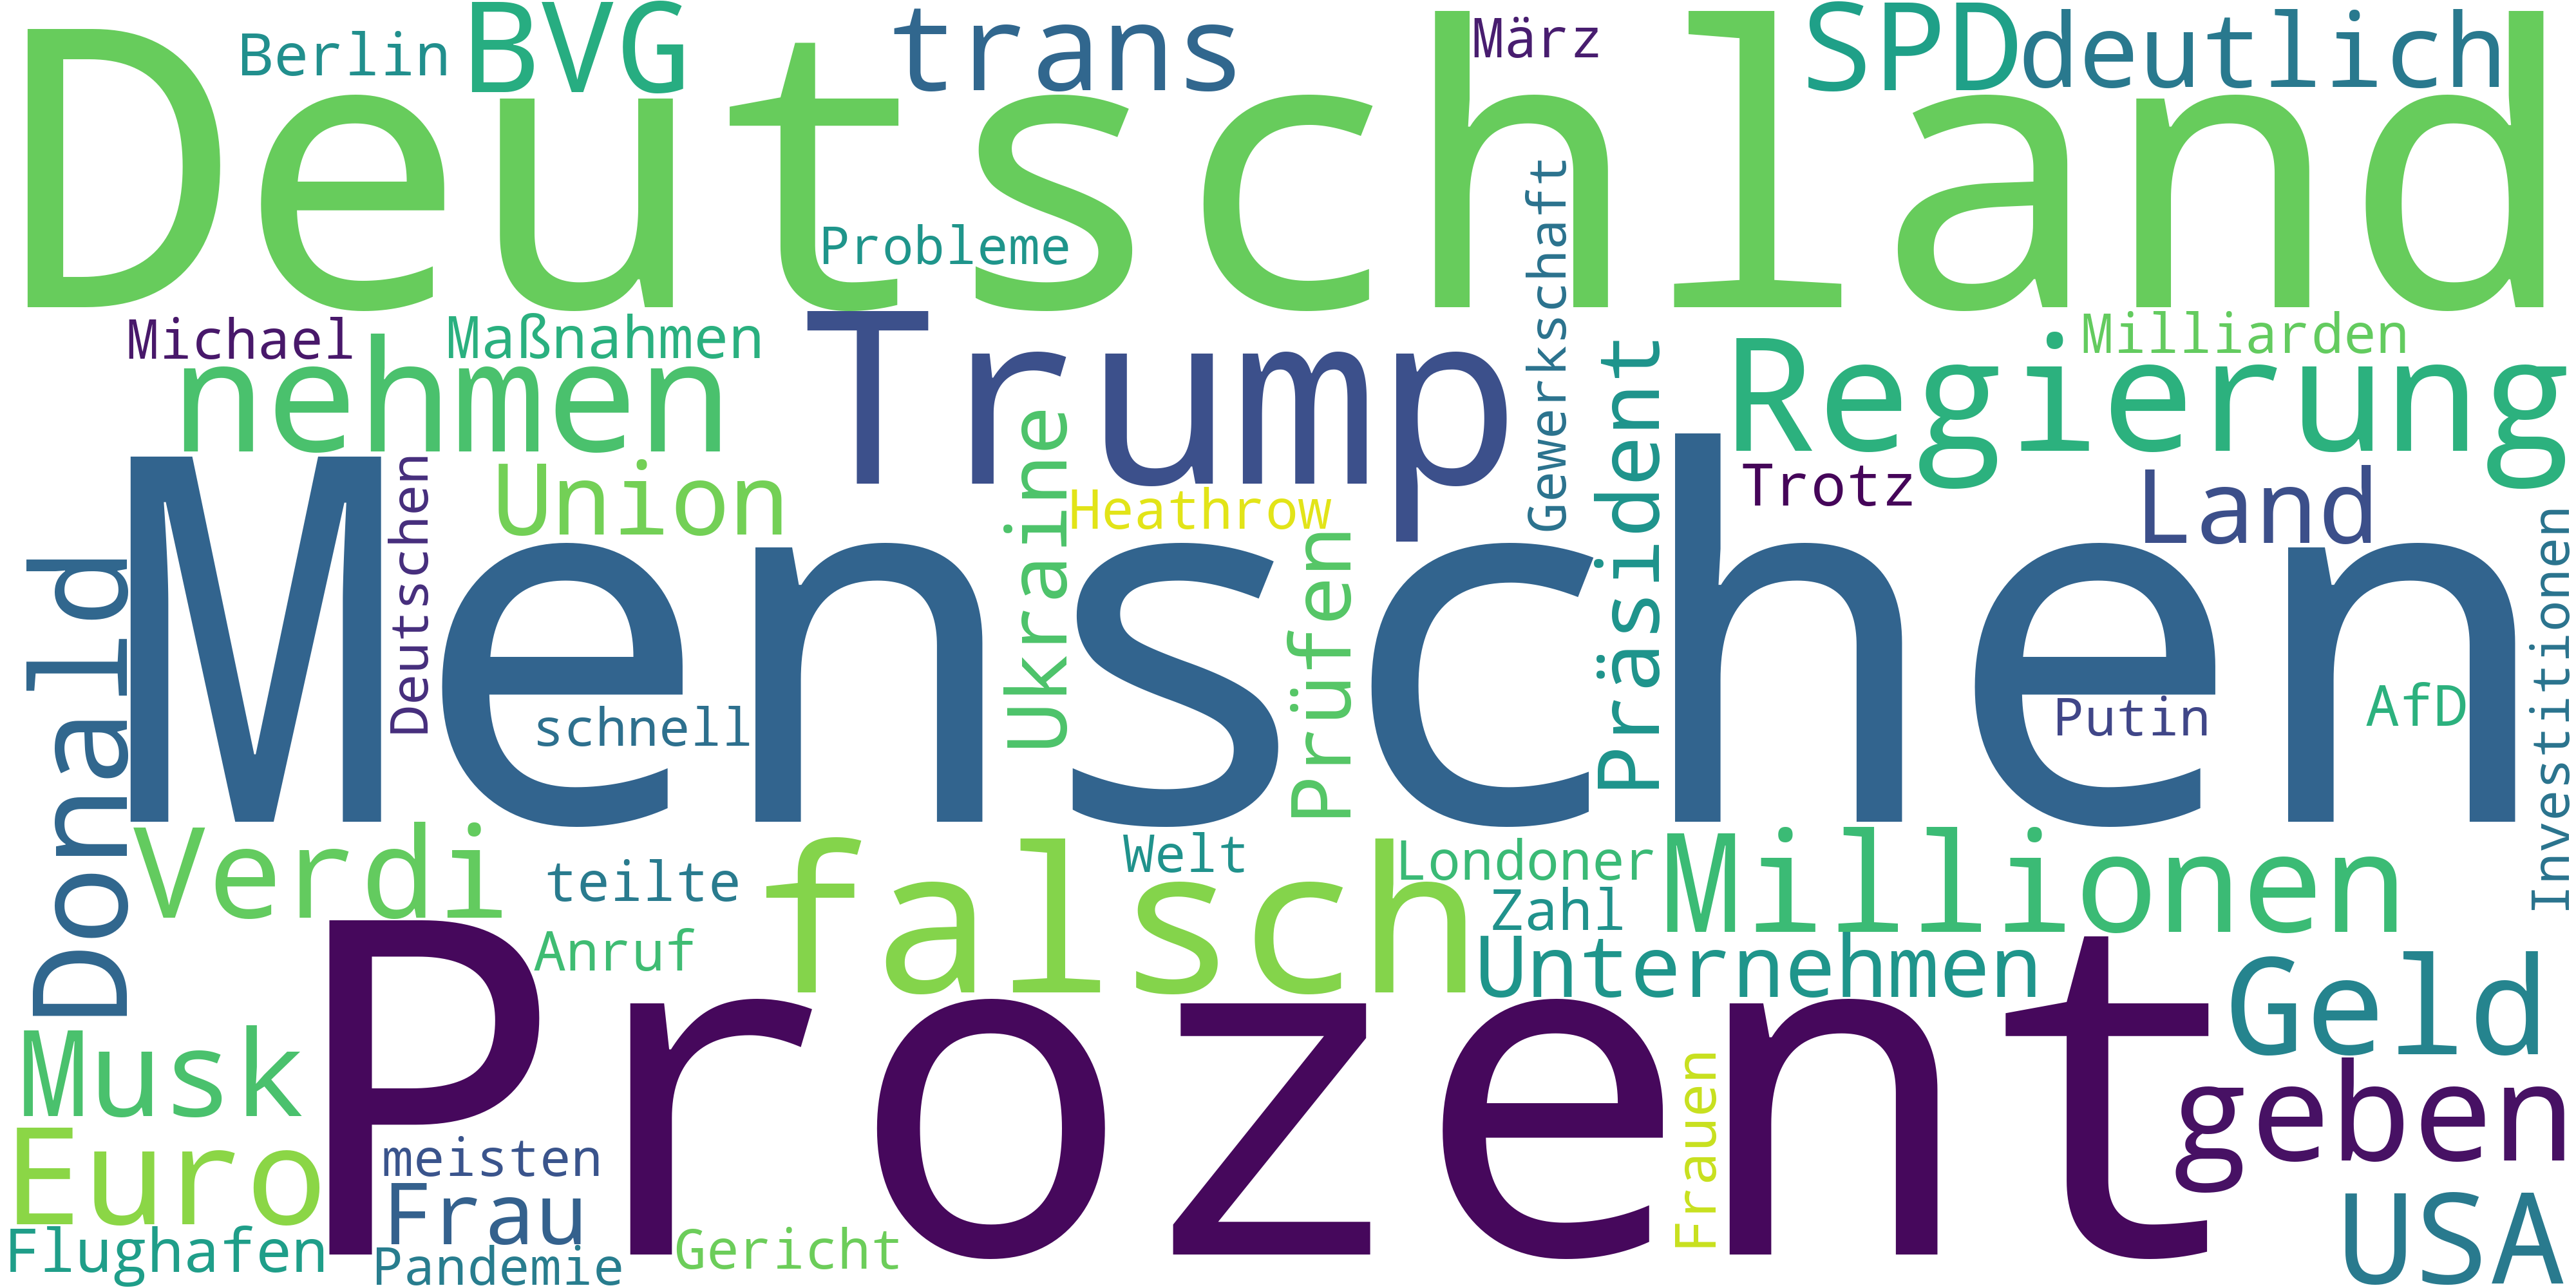 Deutschland
Berlin
BVG
trans
März
SPD
deutlich
Probleme
Gewerkschaft
Michael
Maßnahmen
nehmen
Trump
Präsident
Regierung
Milliarden
Menschen
Deutschen
Union
Ukraine
Heathrow
Prüfen
Trotz
Land
Donald
schnell
Putin
AfD
Investitionen
Verdi
teilte
falsch
Welt
Londoner
Zahl
Millionen
Anruf
Unternehmen
Prozent
Geld
Musk
geben
Euro
meisten
Frau
Frauen
USA
Flughafen
Pandemie
Gericht